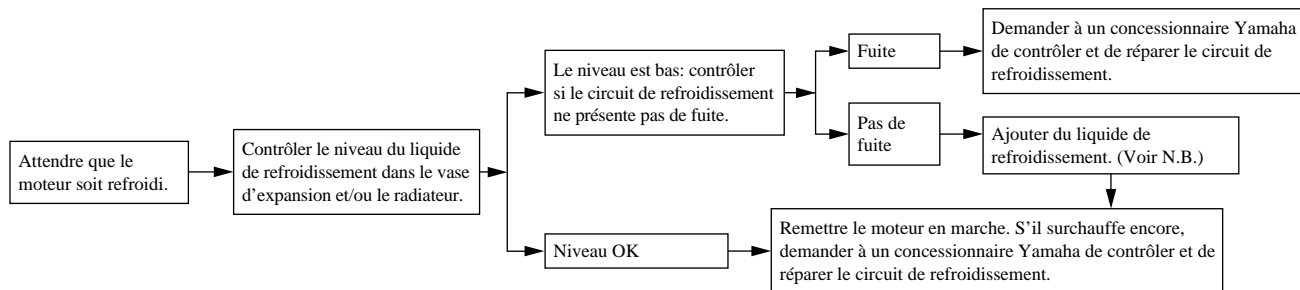 Attendre que le
moteur soit refroidi.
Contrôler le niveau du liquide
de refroidissement dans le vase
d’expansion et/ou le radiateur.
Le niveau est bas: contrôler
si le circuit de refroidissement
ne présente pas de fuite.
Fuite
Demander à un concessionnaire Yamaha
de contrôler et de réparer le circuit de
refroidissement.
Pas de
fuite
Ajouter du liquide de
refroidissement. (Voir N.B.)
Niveau OK
Remettre le moteur en marche. S’il surchauffe encore,
demander à un concessionnaire Yamaha de contrôler et de
réparer le circuit de refroidissement.